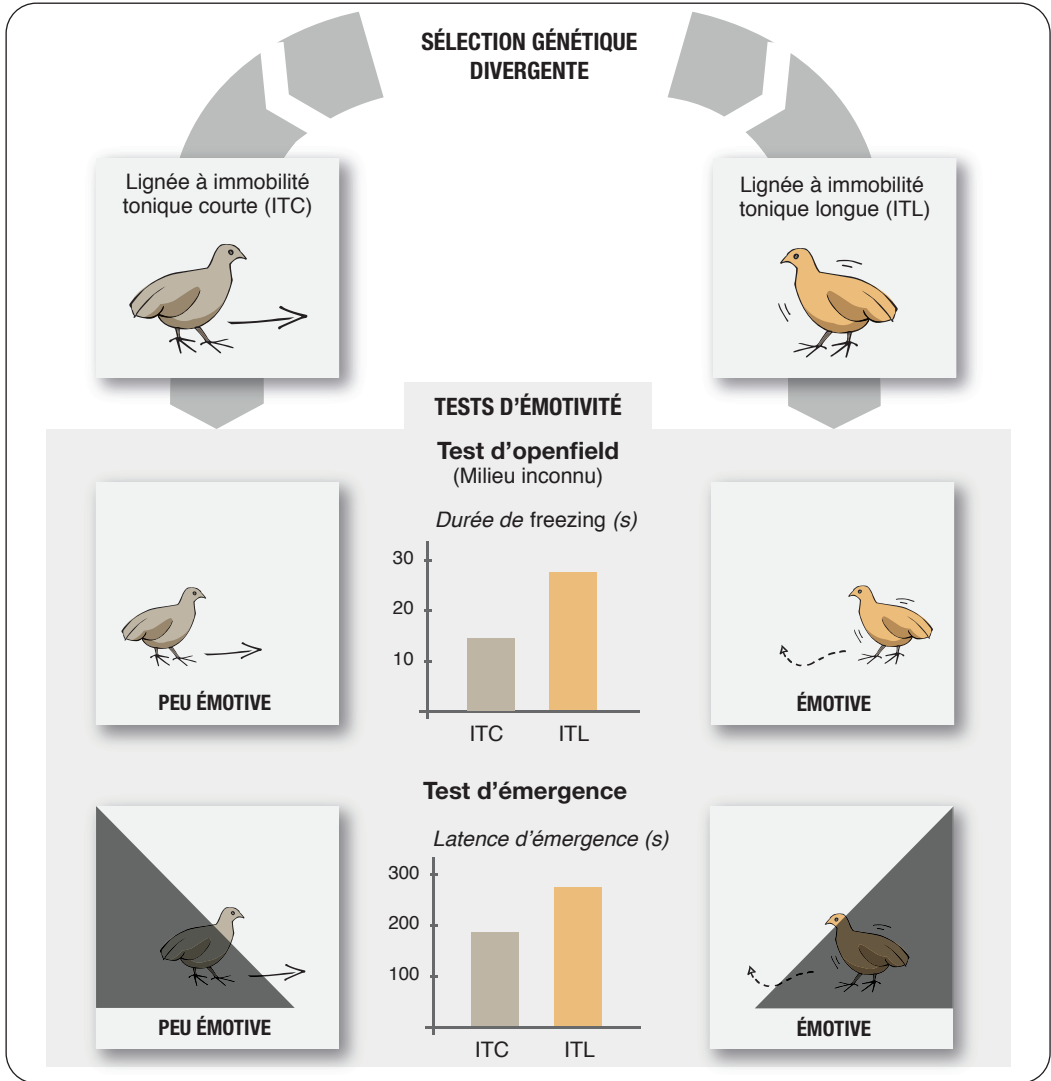 SÉLECTION GÉNÉTIQUE
DIVERGENTE
Lignée à immobilité
tonique courte (ITC)
Lignée à immobilité
tonique longue (ITL)
TESTS D'ÉMOTIVITÉ
Test d'openfield
(Milieu inconnu)
Durée de freezing (s)
30
20
10
ITC
ITL
PEU ÉMOTIVE
ÉMOTIVE
Test d'émergence
Latence d'émergence (s)
300
200
100
ITC
ITL
PEU ÉMOTIVE
ÉMOTIVE